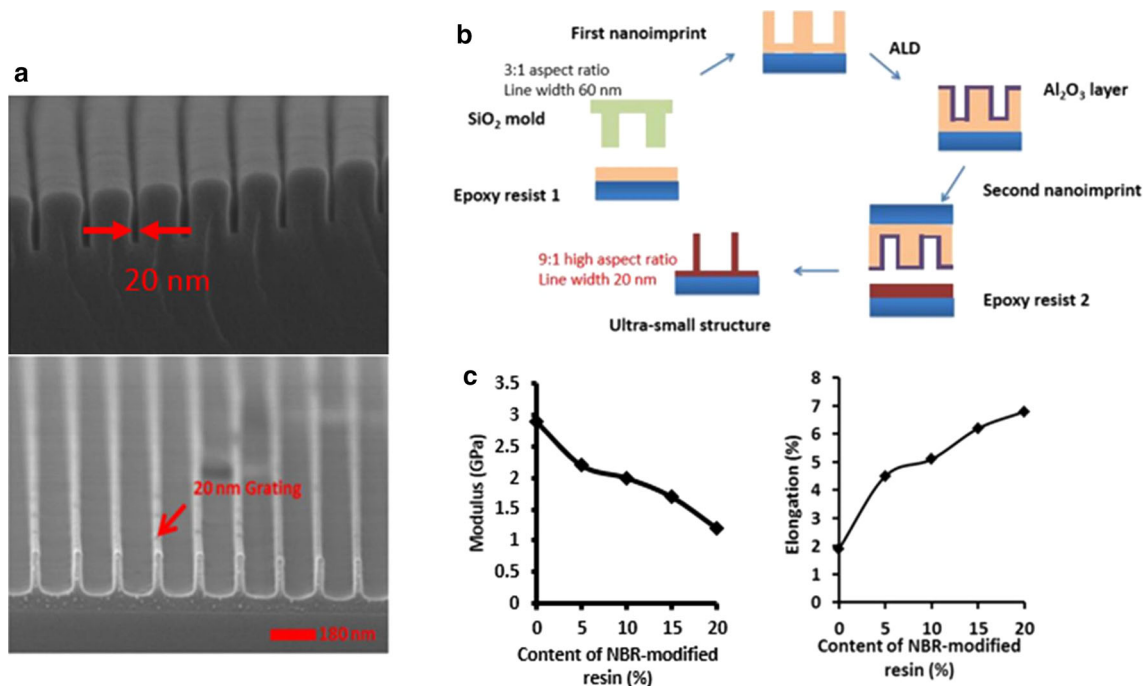 a
20 nm
20 nm Grating
180 nm
b
First nanoimprint
3:1 aspect ratio
Line width 60 nm
SiO2 mold
Epoxy resist 1
ALD
Al2O3 layer
Second nanoimprint
Epoxy resist 2
9:1 high aspect ratio
Line width 20 nm
Ultra-small structure
c
Modulus (GPa)
3.5
3
2.5
2
1.5
1
0.5
0
0 5 10 15 20
Content of NBR-modified
resin (%)
Elongation (%)
8
7
6
5
4
3
2
1
0
0 5 10 15 20
Content of NBR-modified
resin (%)